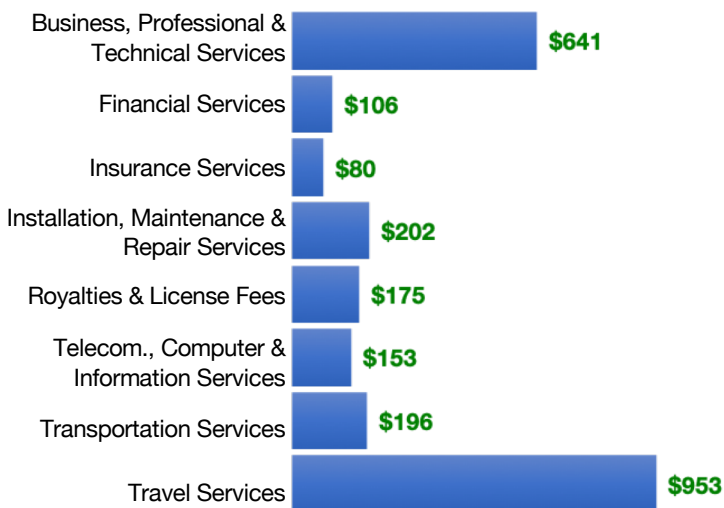 Business, Professional &
Technical Services
$641
Financial Services
$106
Insurance Services
$80
Installation, Maintenance &
Repair Services
$202
Royalties & License Fees
$175
Telecom., Computer &
Information Services
$153
Transportation Services
$196
Travel Services
$953